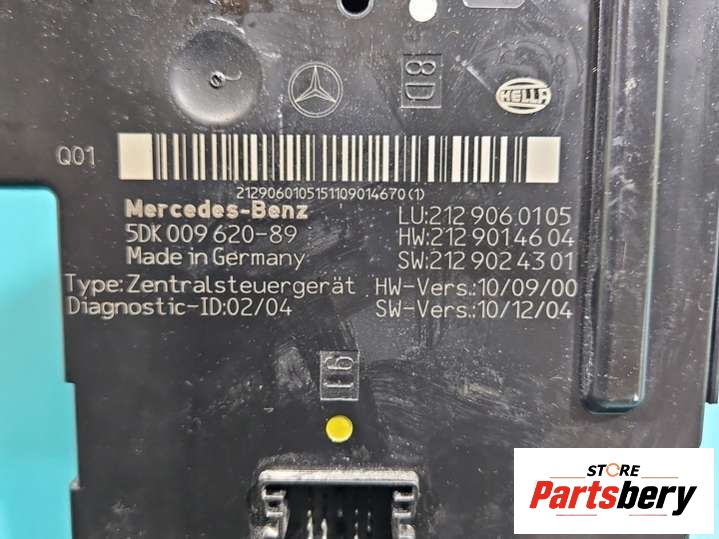 8D
HELLA
Q01
2129060105151109014670(1)
Mercedes-Benz
5DK 009 620-89
Made in Germany
LU:212 906 01 05
HW:212 901 46 04
SW:212 902 43 01
Type:Zentralsteuergerät HW-Vers.:10/09/00
Diagnostic-ID:02/04 SW-Vers.:10/12/04
16
STORE
Partsbery